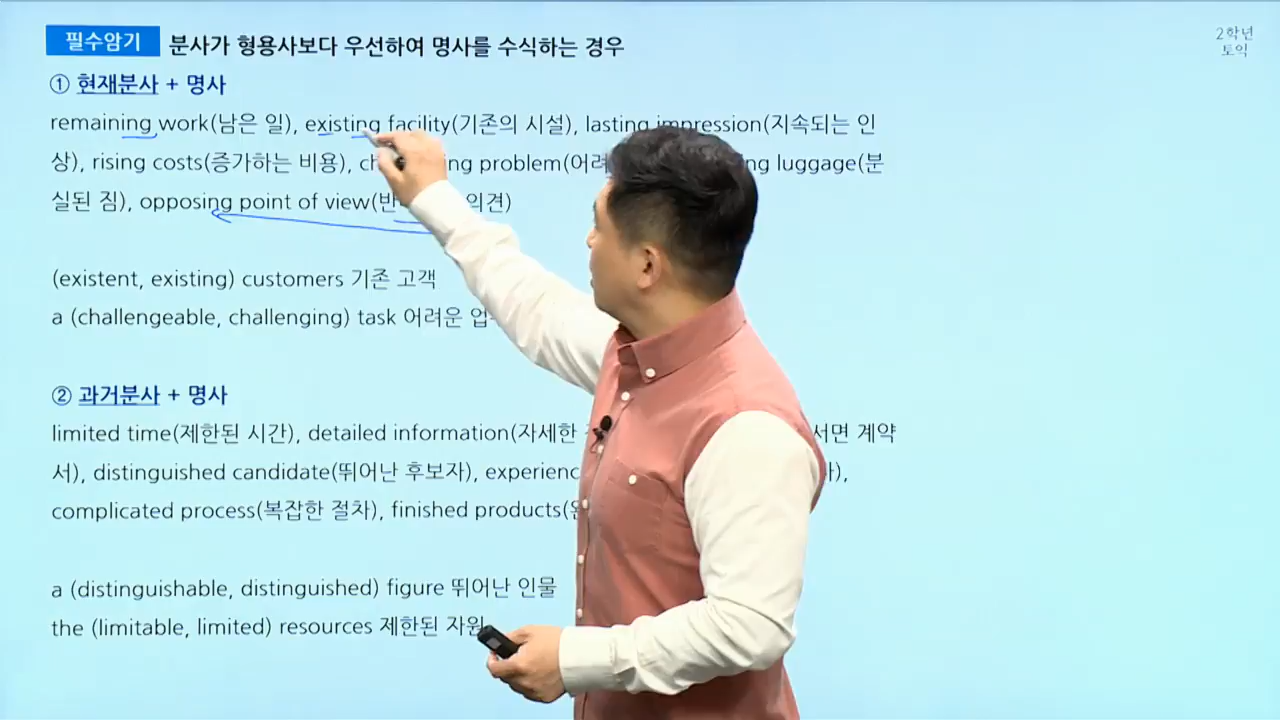 필수암기 분사가 형용사보다 우선하여 명사를 수식하는 경우
2학년
토익
① 현재분사 + 명사
remaining work(남은 일), existing facility(기존의 시설), lasting impression(지속되는 인
상), rising costs(증가하는 비용), problem luggage(분
실된 짐), opposing point of view(반 의견)
(existent, existing) customers 기존 고객
a (challengeable, challenging) task 어려운
② 과거분사 + 명사
limited time(제한된 시간), detailed information(자세한 서면 계약
서), distinguished candidate(뛰어난 후보자),
complicated process(복잡한 절차), finished products
a (distinguishable, distinguished) figure 뛰어난 인물
the (limitable, limited) resources 제한된 자원